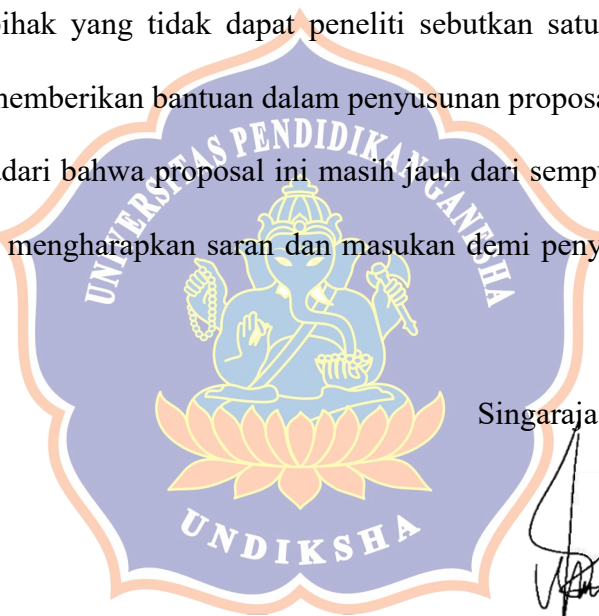 pihak yang tidak dapat peneliti sebutkan satu
memberikan bantuan dalam penyusunan proposa
adari bahwa proposal ini masih jauh dari semp
mengharapkan saran dan masukan demi peny
UNIVERSITAS PENDIDIKAN GANESHA
Singaraja
UNDIKSHA